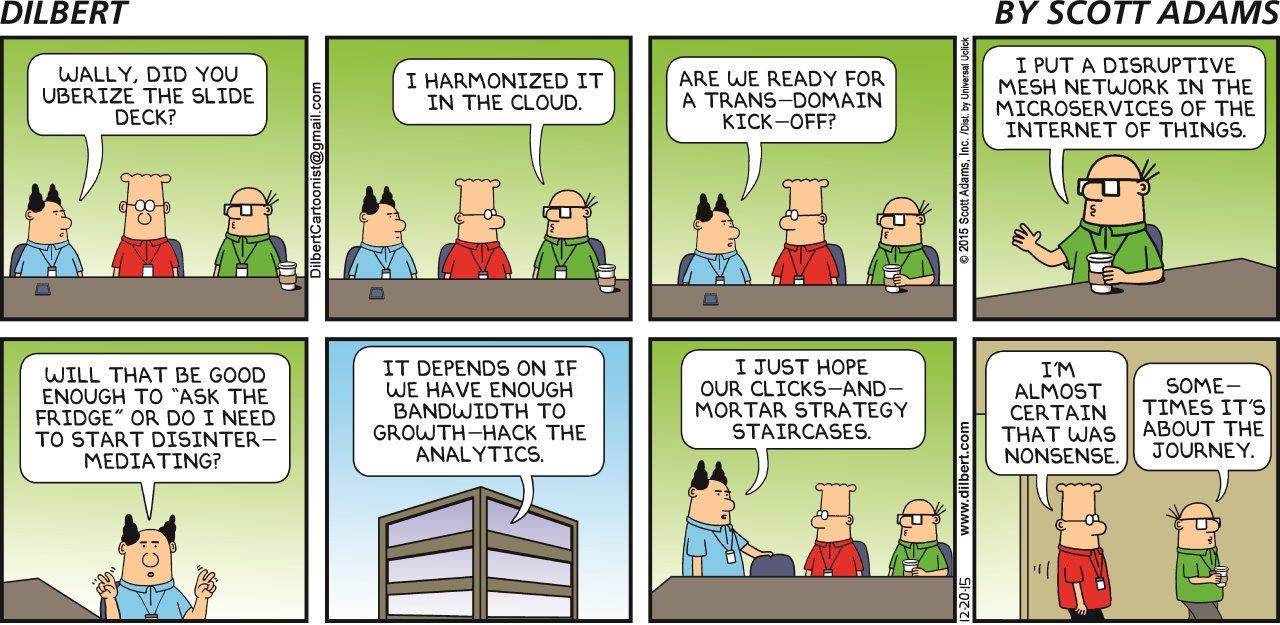 DILBERT
BY SCOTT ADAMS
WALLY, DID YOU
UBERIZE THE SLIDE
DECK?
DilbertCartoonist@gmail.com
I HARMONIZED IT
IN THE CLOUD.
ARE WE READY FOR
A TRANS—DOMAIN
KICK—OFF?
© 2015 Scott Adams, Inc. /Dist. by Universal Uclick
I PUT A DISRUPTIVE
MESH NETWORK IN THE
MICROSERVICES OF THE
INTERNET OF THINGS.
WILL THAT BE GOOD
ENOUGH TO "ASK THE
FRIDGE" OR DO I NEED
TO START DISINTER—
MEDIATING?
IT DEPENDS ON IF
WE HAVE ENOUGH
BANDWIDTH TO
GROWTH—HACK THE
ANALYTICS.
I JUST HOPE
OUR CLICKS—AND—
MORTAR STRATEGY
STAIRCASES.
12-20-15 www.dilbert.com
I'M
ALMOST
CERTAIN
THAT WAS
NONSENSE.
SOME—
TIMES IT'S
ABOUT THE
JOURNEY.